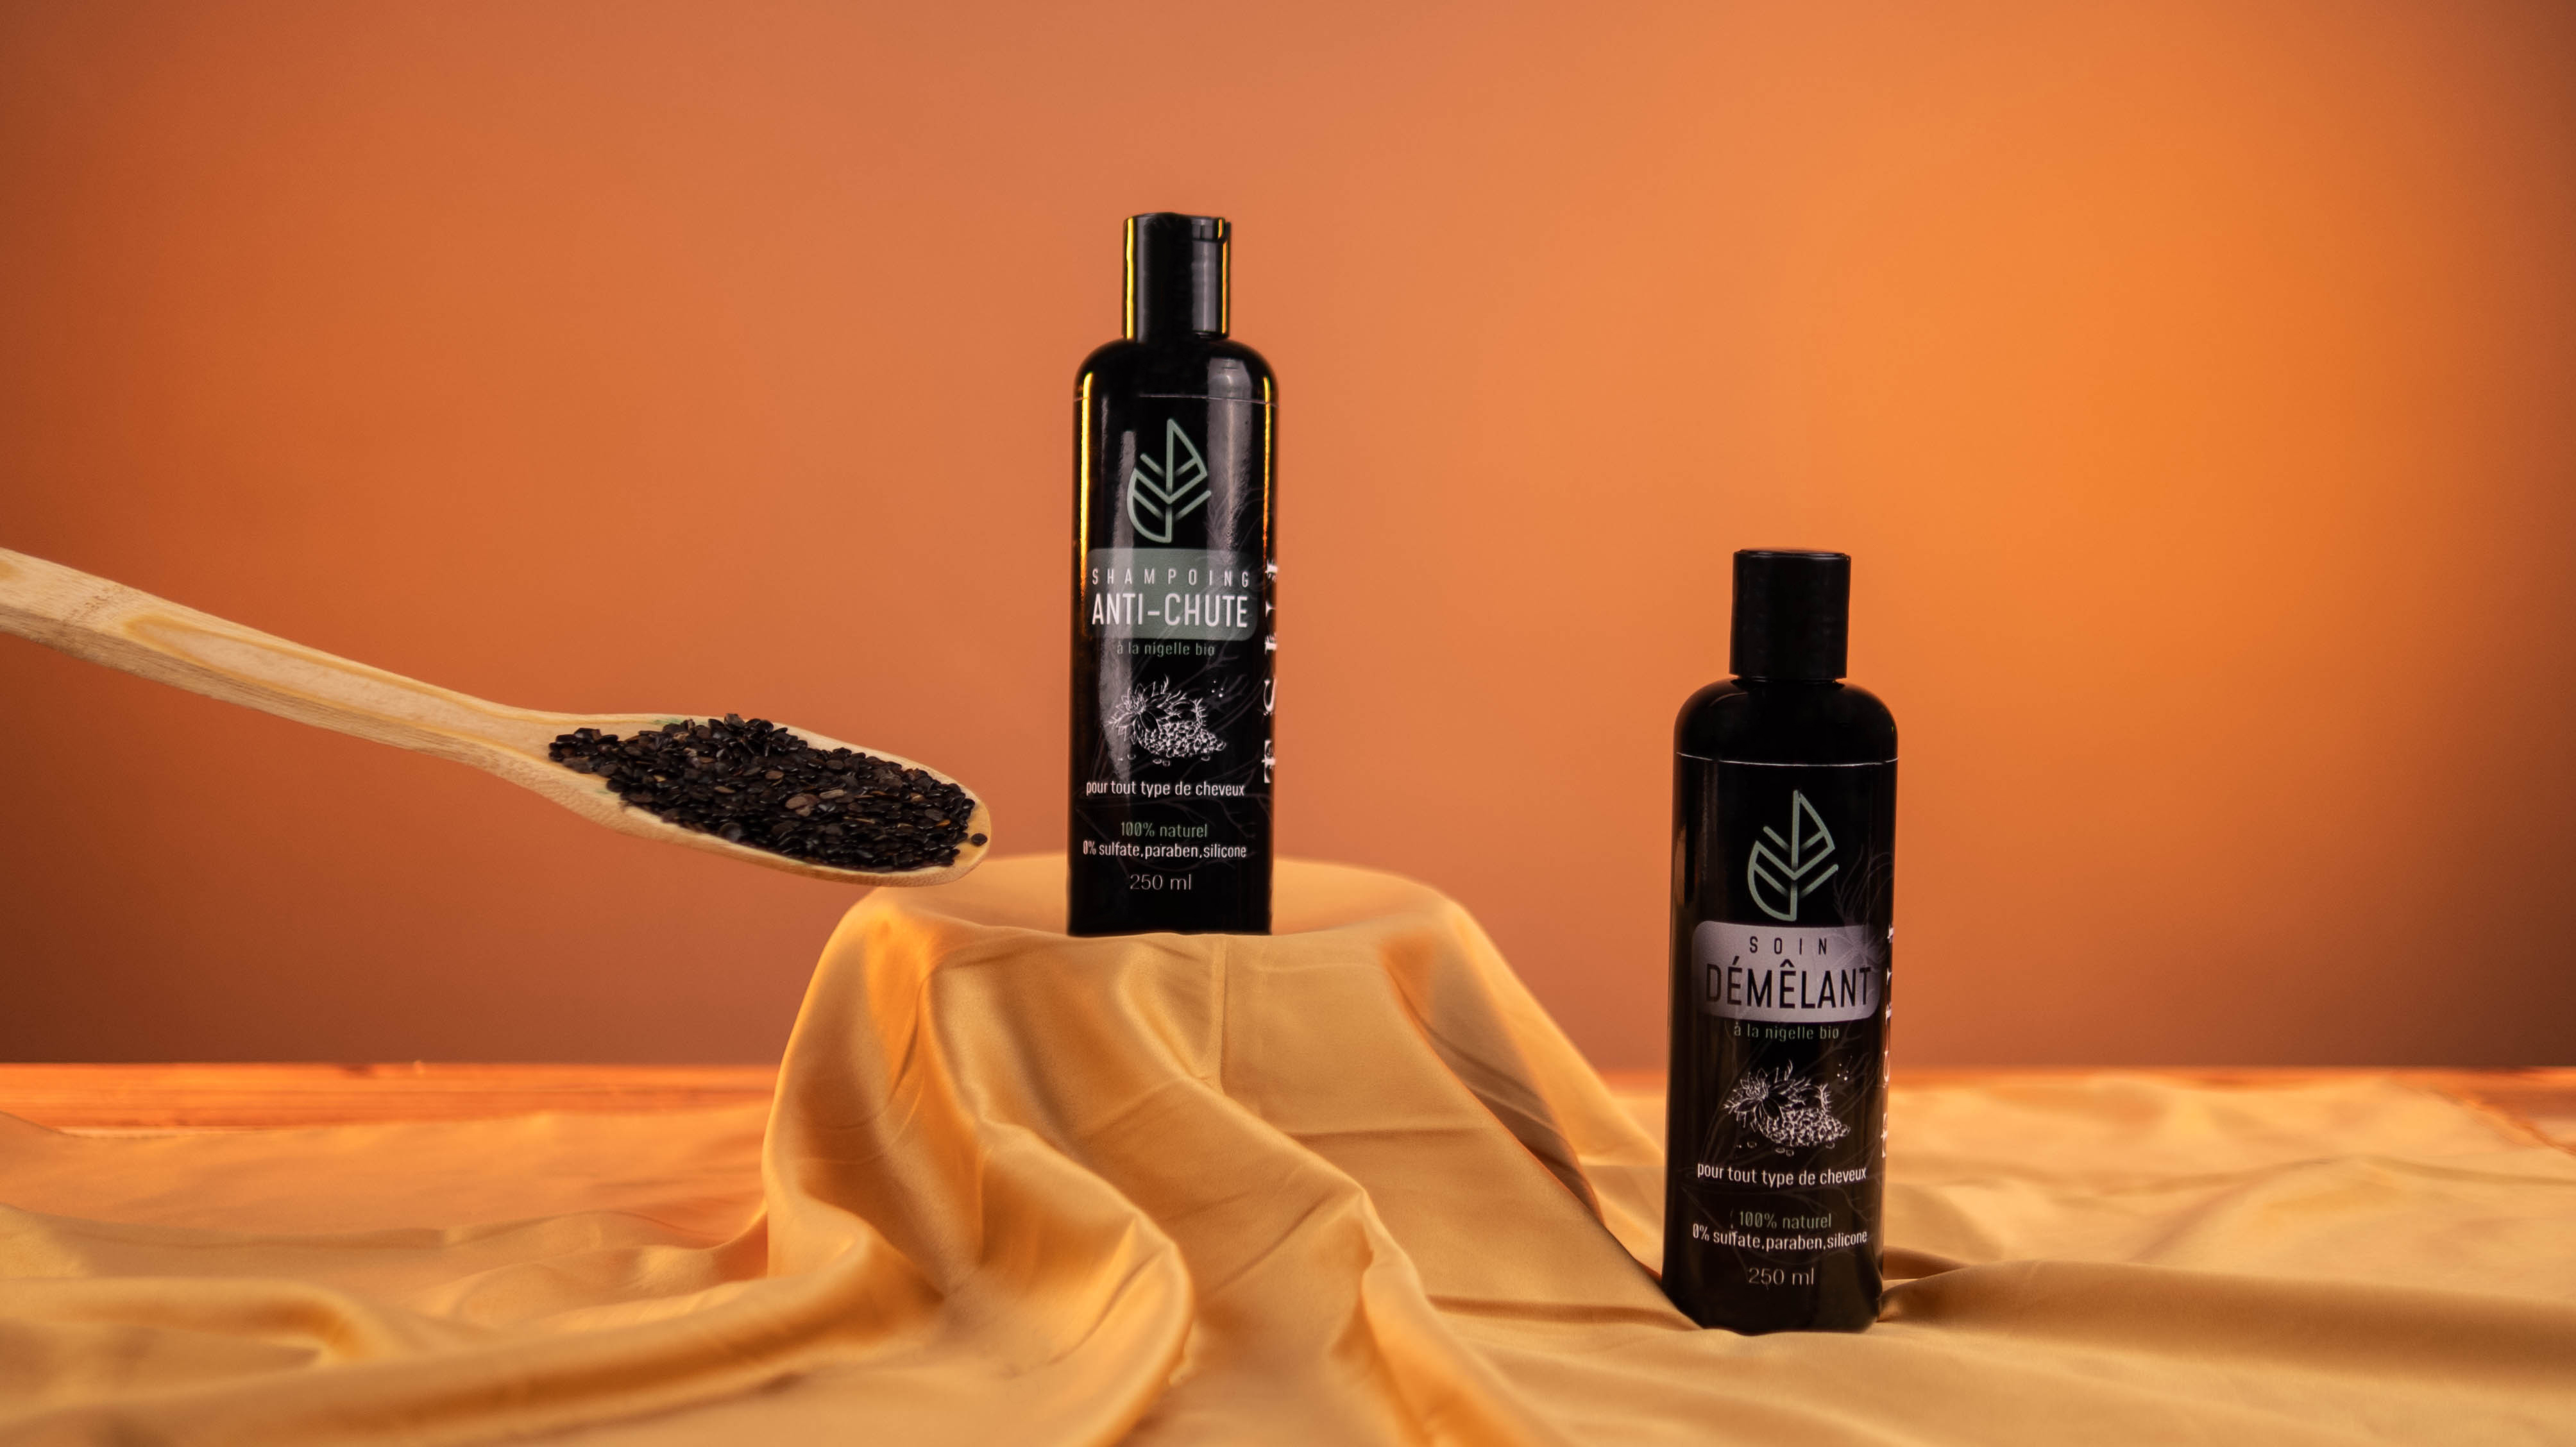 SHAMPOING
ANTI-CHUTE
à la nigelle bio
pour tout type de cheveux
100% naturel
0% sulfate,paraben,silicone
250 ml
SOIN
DÉMÊLANT
à la nigelle bio
pour tout type de cheveux
100% naturel
0% sulfate,paraben,silicone
250 ml